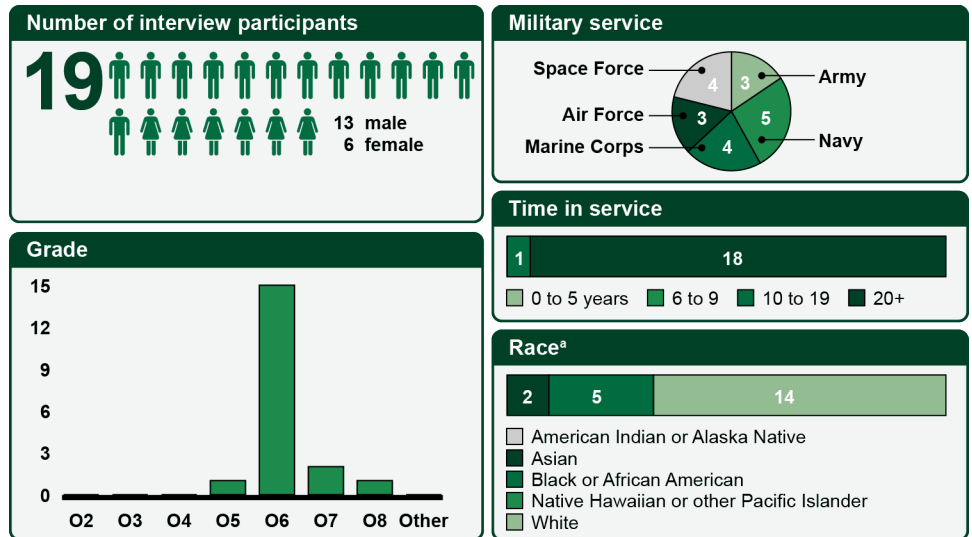 Number of interview participants
19
13 male
6 female
Grade
15
12
9
6
3
0
O2 O3 O4 O5 O6 O7 O8 Other
Military service
Space Force
Air Force
Marine Corps
4
3
3
5
4
Army
Navy
Time in service
1 18
0 to 5 years 6 to 9 10 to 19 20+
Raceᵃ
2 5 14
American Indian or Alaska Native
Asian
Black or African American
Native Hawaiian or other Pacific Islander
White